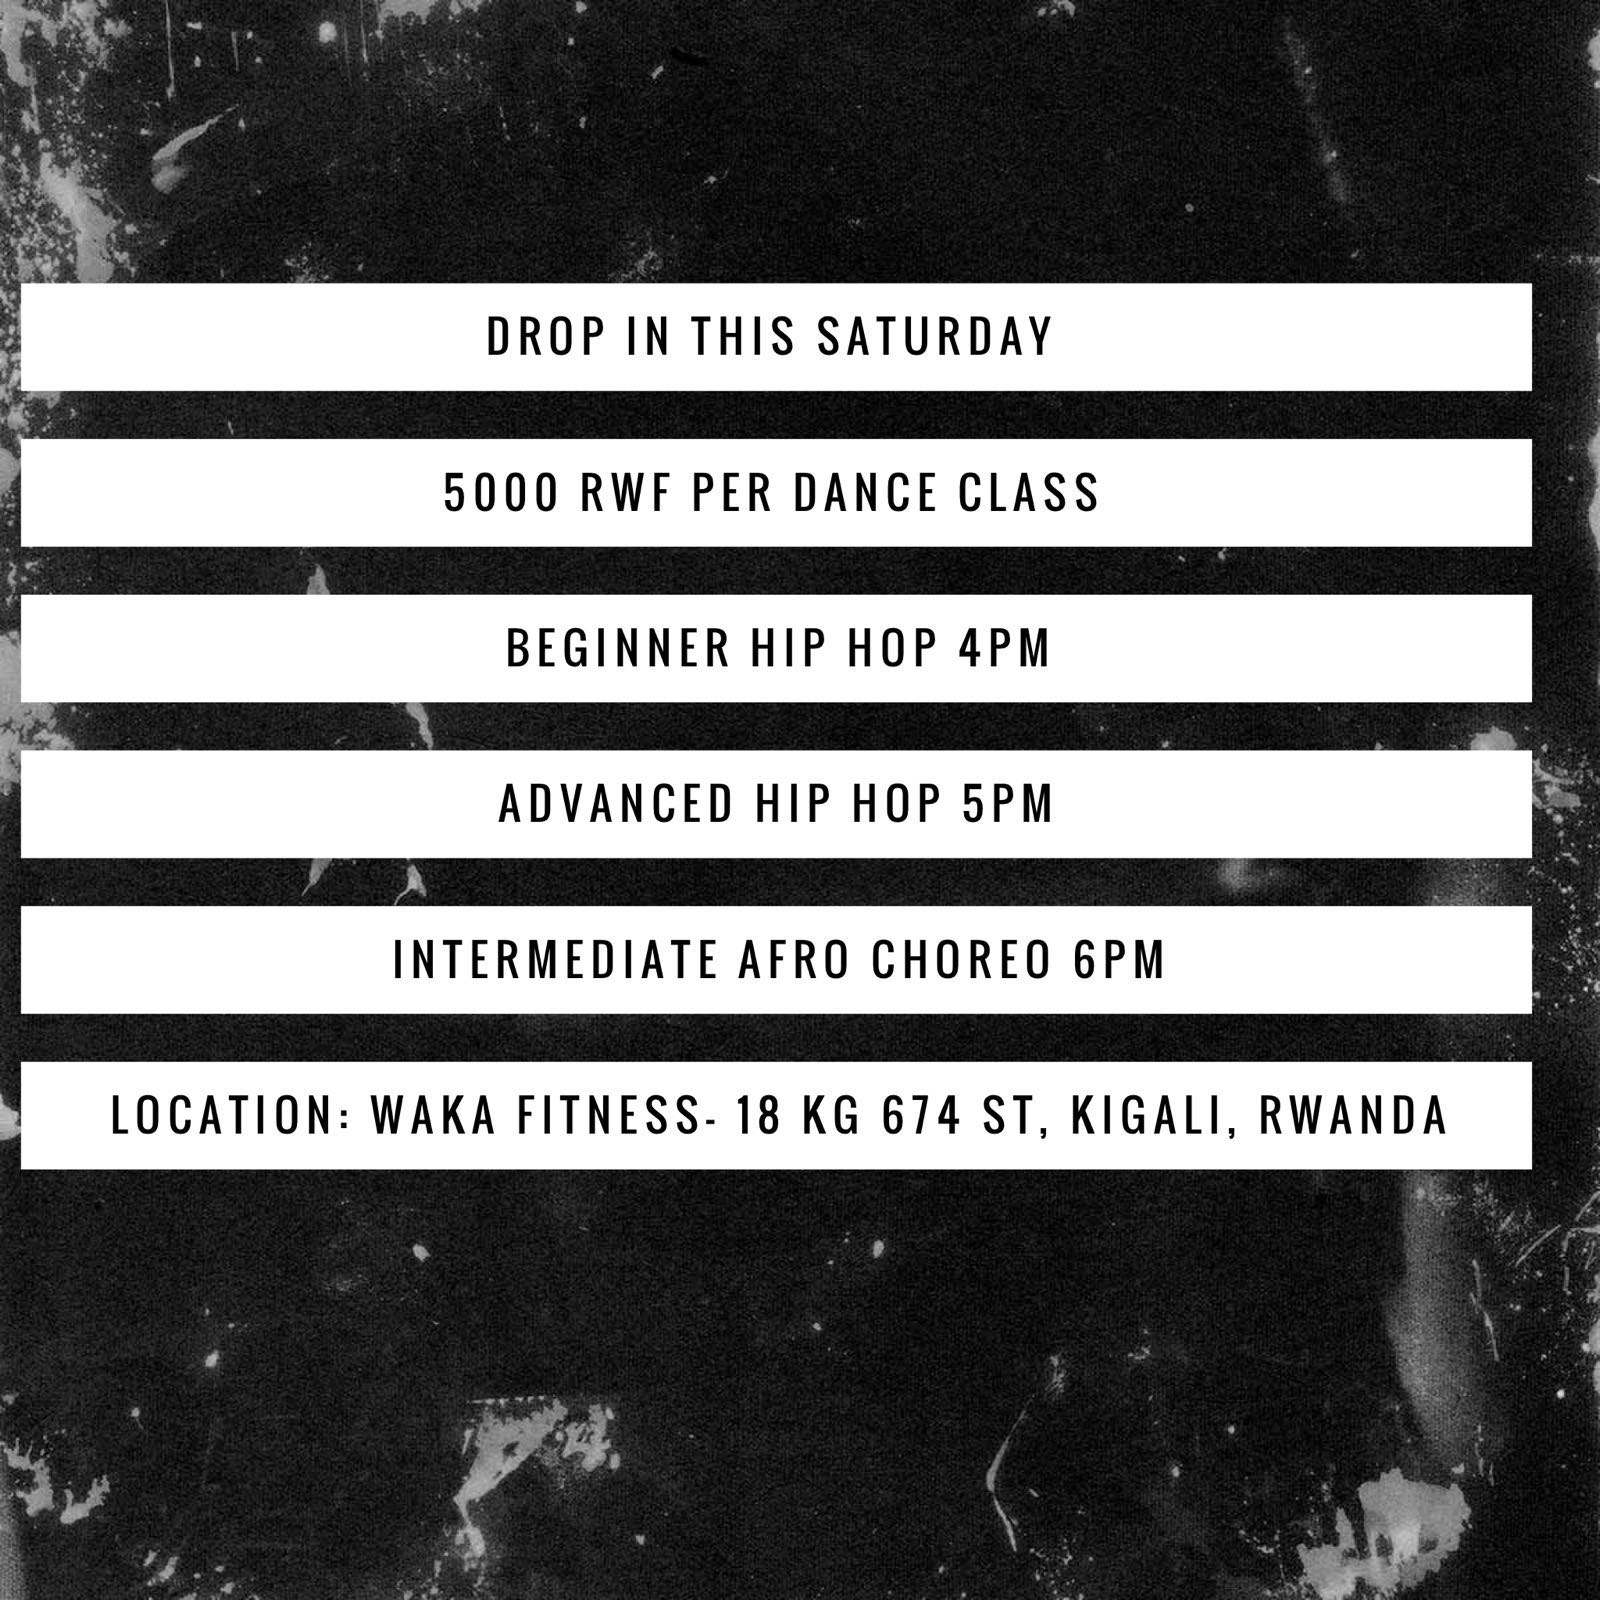 DROP IN THIS SATURDAY
5000 RWF PER DANCE CLASS
BEGINNER HIP HOP 4PM
ADVANCED HIP HOP 5PM
INTERMEDIATE AFRO CHOREO 6PM
LOCATION: WAKA FITNESS- 18 KG 674 ST, KIGALI, RWANDA